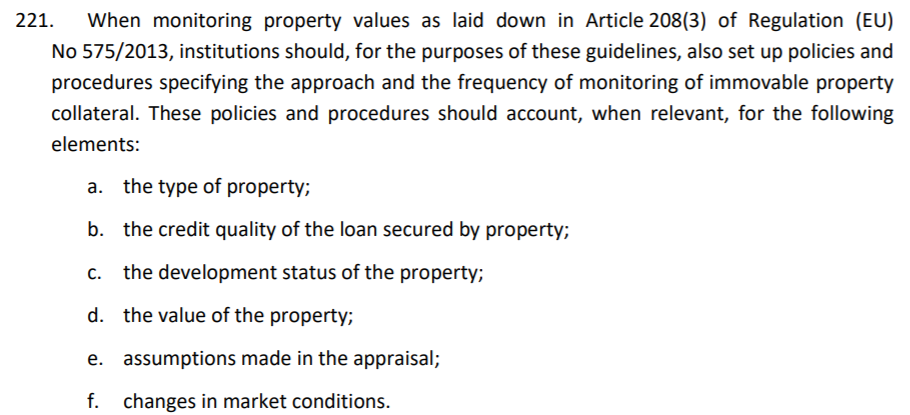 221. When monitoring property values as laid down in Article 208(3) of Regulation (EU)
No 575/2013, institutions should, for the purposes of these guidelines, also set up policies and
procedures specifying the approach and the frequency of monitoring of immovable property
collateral. These policies and procedures should account, when relevant, for the following
elements:
a. the type of property;
b. the credit quality of the loan secured by property;
c. the development status of the property;
d. the value of the property;
e. assumptions made in the appraisal;
f. changes in market conditions.